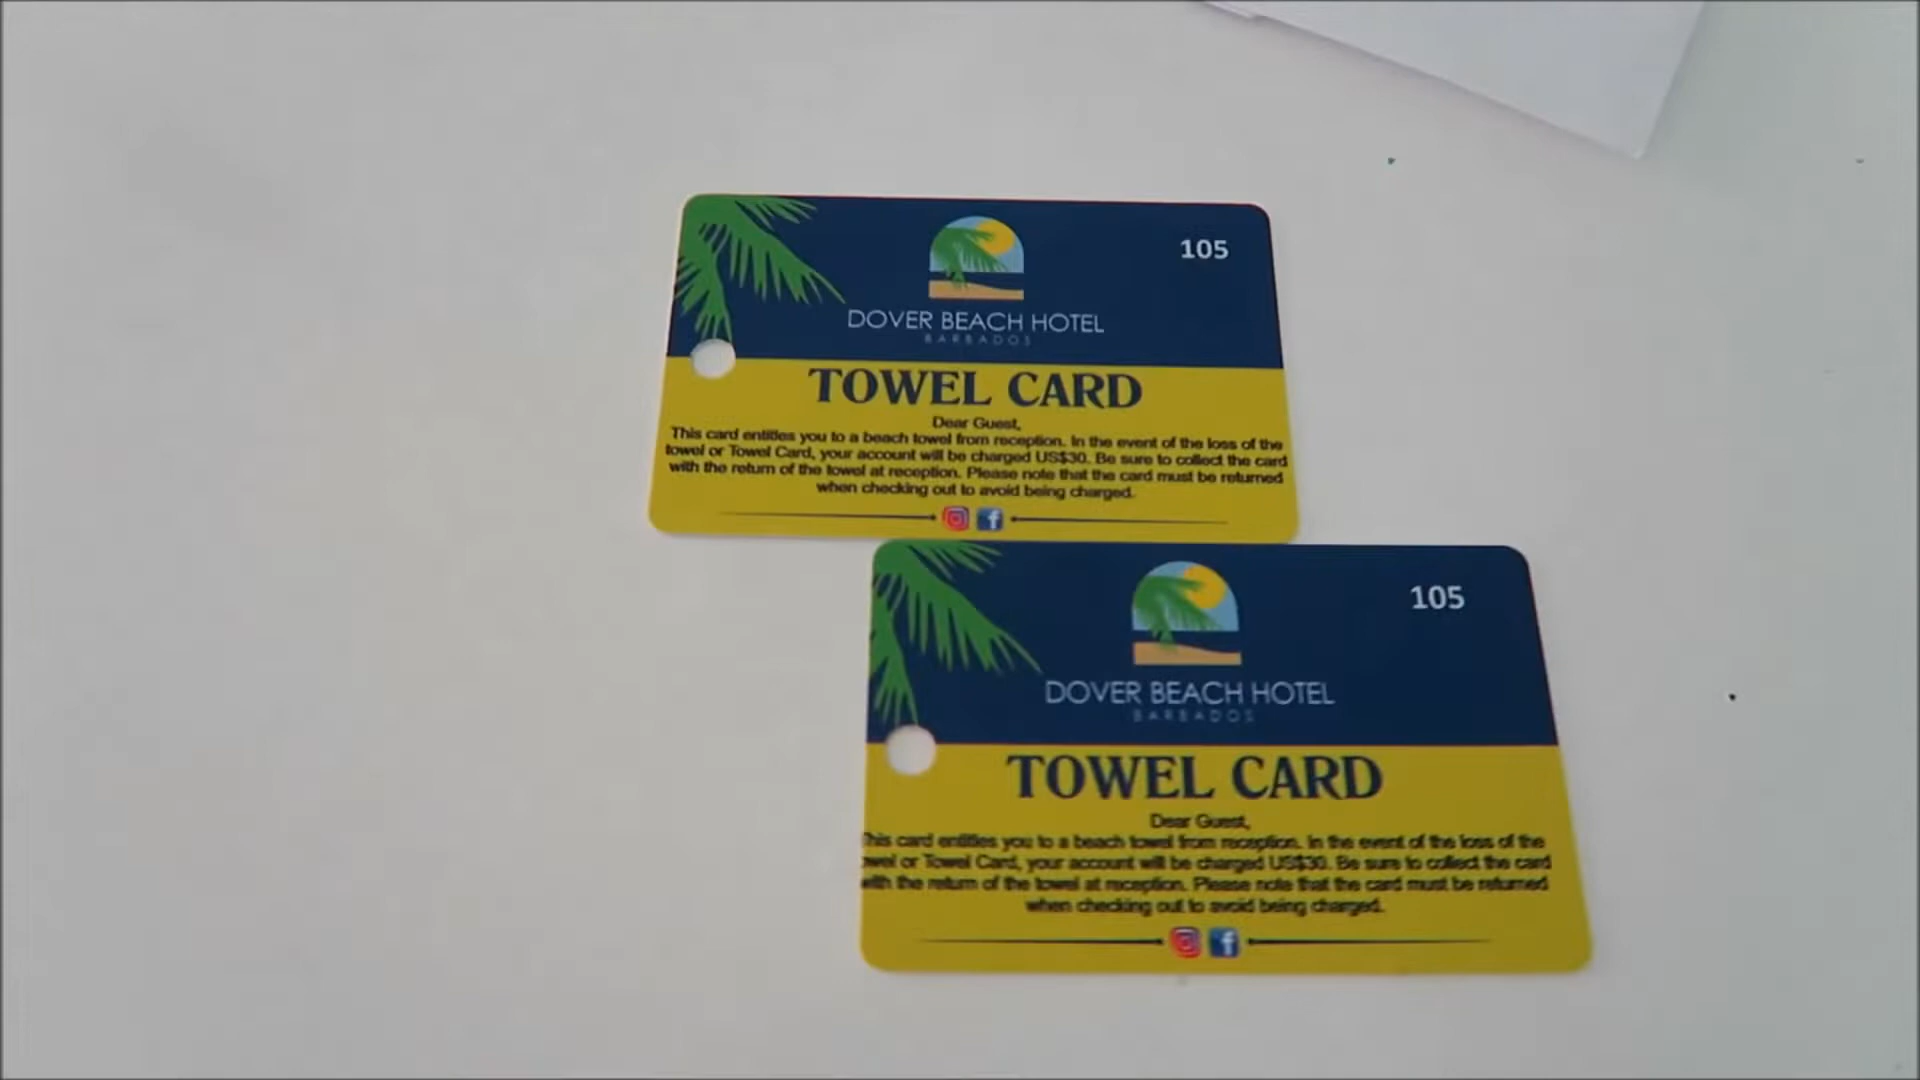 105
DOVER BEACH HOTEL
BARBADOS
TOWEL CARD
Dear Guest,
This card entitles you to a beach towel from reception. In the event of the loss of the
towel or Towel Card, your account will be charged US$30. Be sure to collect the card
with the return of the towel at reception. Please note that the card must be returned
when checking out to avoid being charged.
105
DOVER BEACH HOTEL
BARBADOS
TOWEL CARD
Dear Guest,
his card entitles you to a beach towel from reception. In the event of the loss of the
wel or Towel Card, your account will be charged US$30. Be sure to collect the card
with the return of the towel at reception. Please note that the card must be returned
when checking out to avoid being charged.